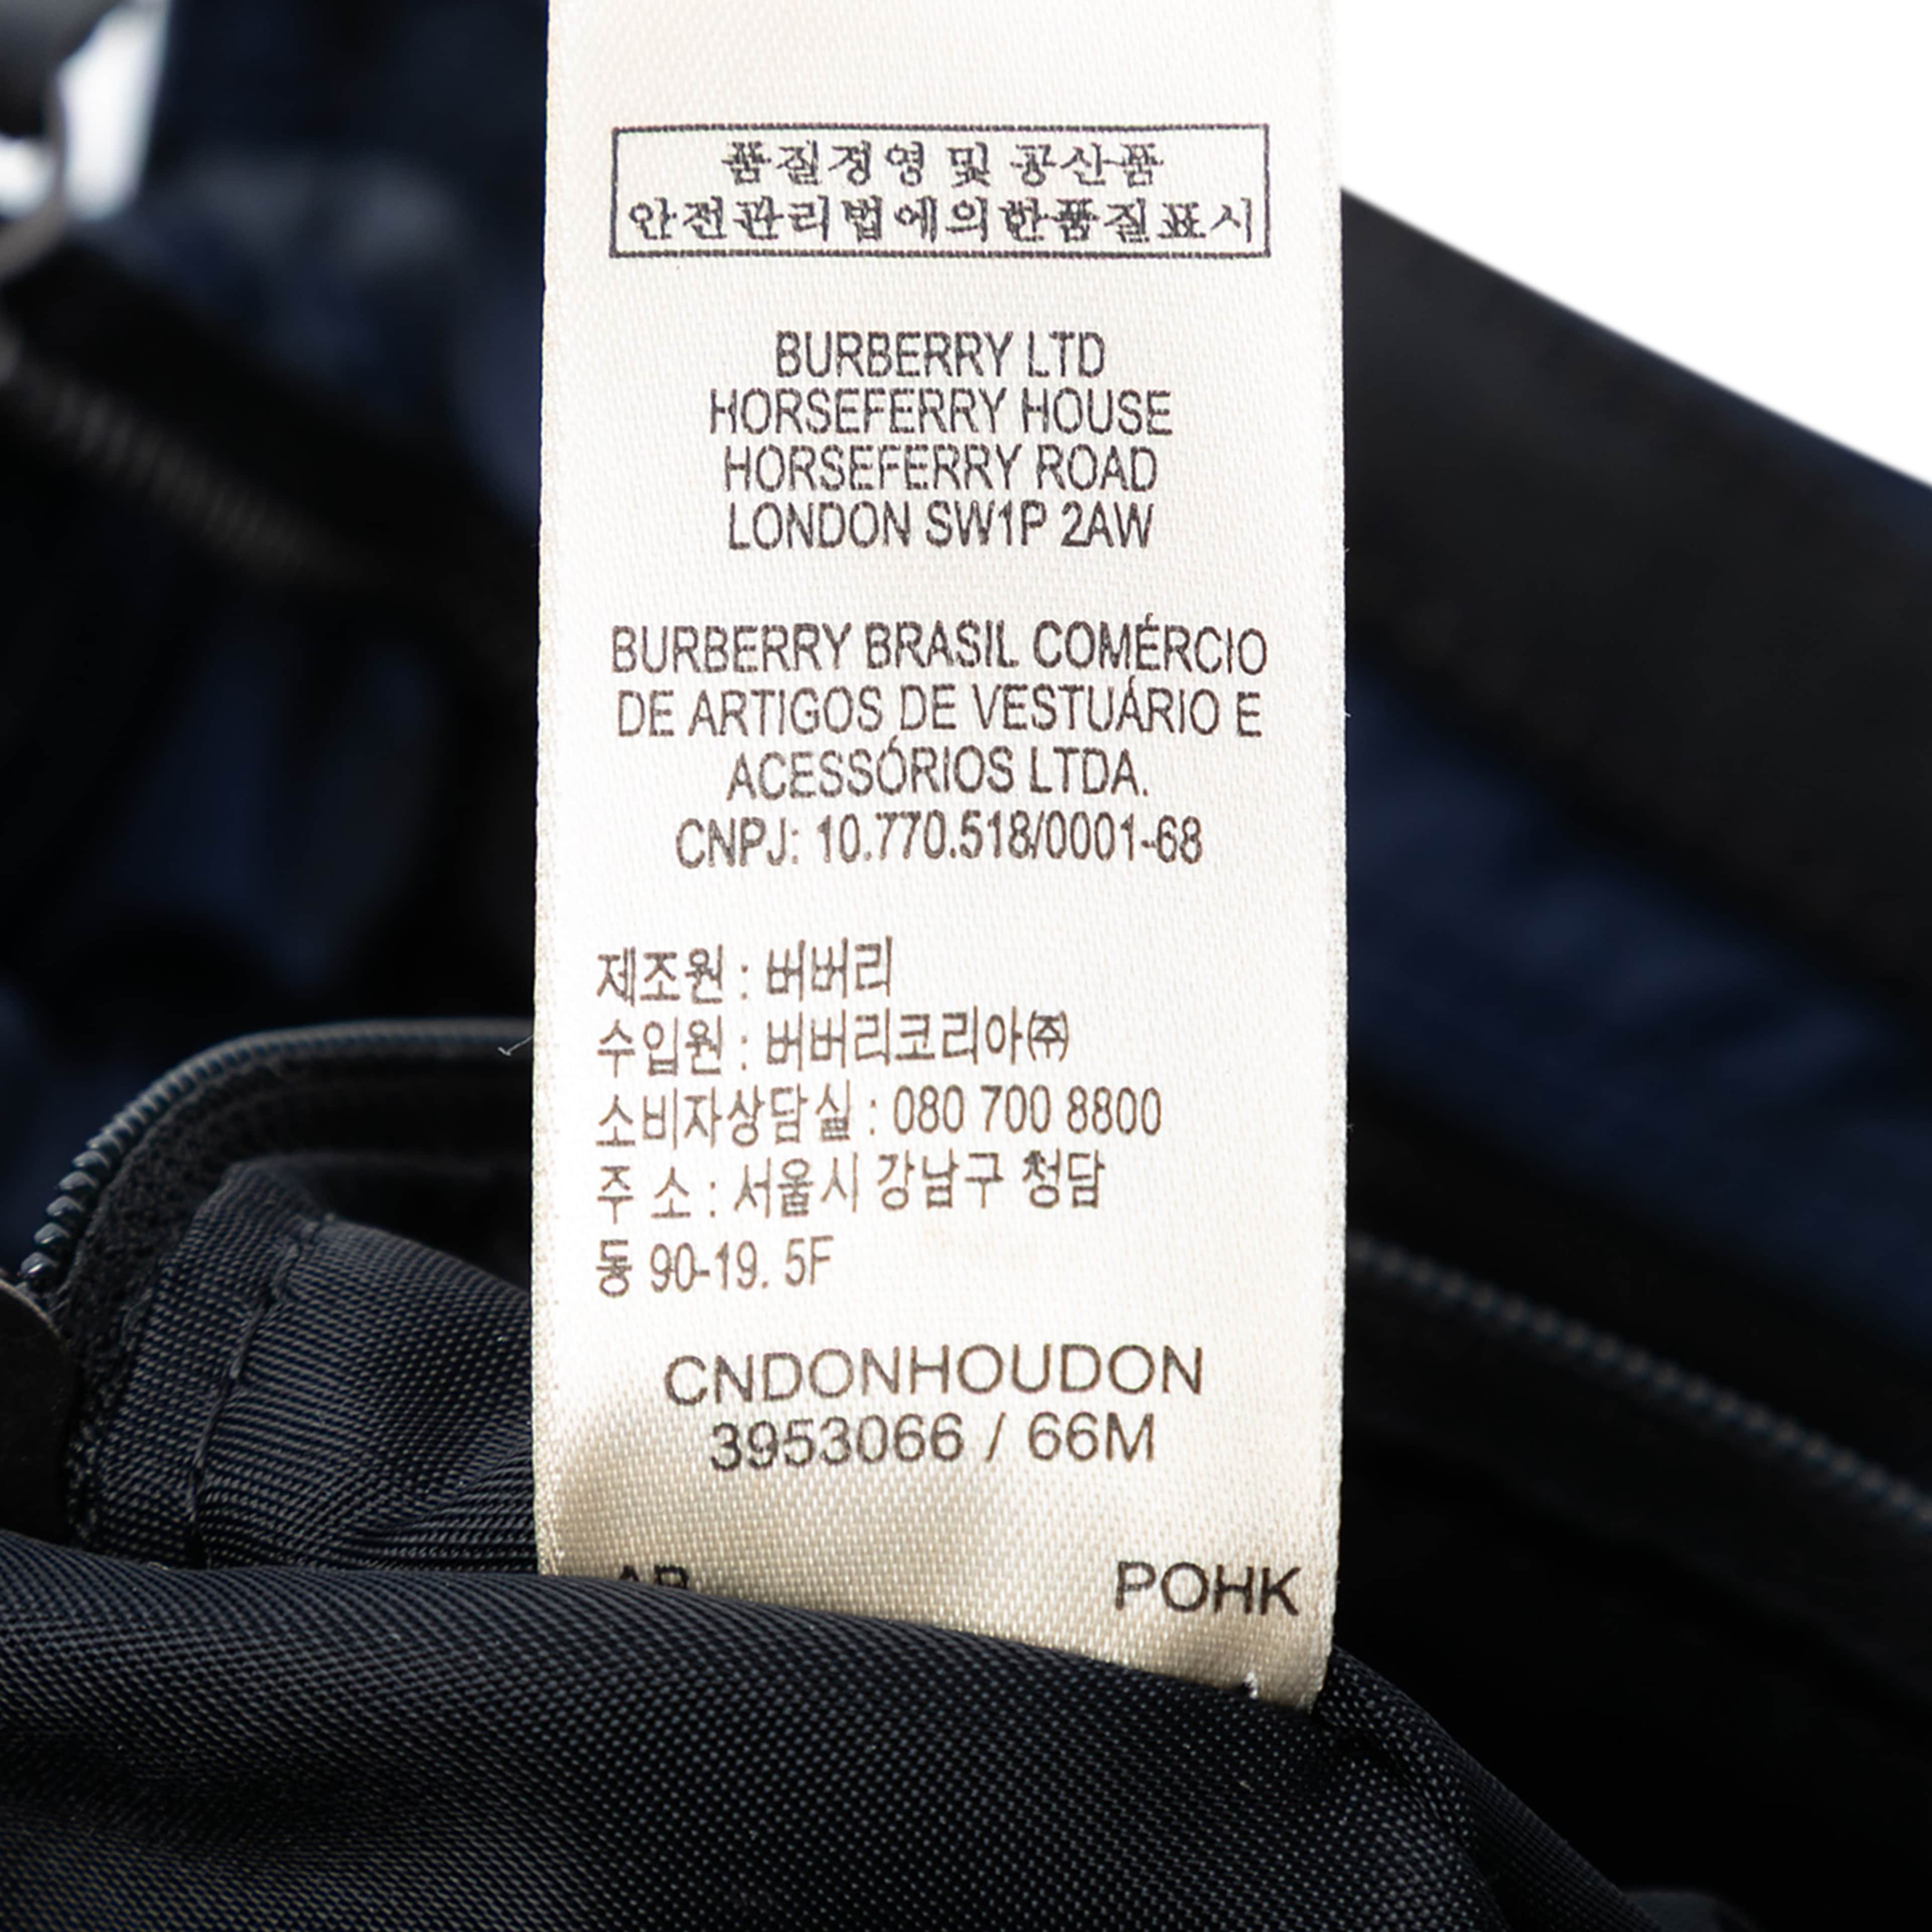 품질경영 및 공산품
안전관리법에의한품질표시
BURBERRY LTD
HORSEFERRY HOUSE
HORSEFERRY ROAD
LONDON SW1P 2AW
BURBERRY BRASIL COMÉRCIO
DE ARTIGOS DE VESTUÁRIO E
ACESSÓRIOS LTDA.
CNPJ: 10.770.518/0001-68
제조원 : 버버리
수입원 : 버버리코리아㈜
소비자상담실 : 080 700 8800
주 소 : 서울시 강남구 청담
동 90-19. 5F
CNDONHOUDON
3953066 / 66M
POHK